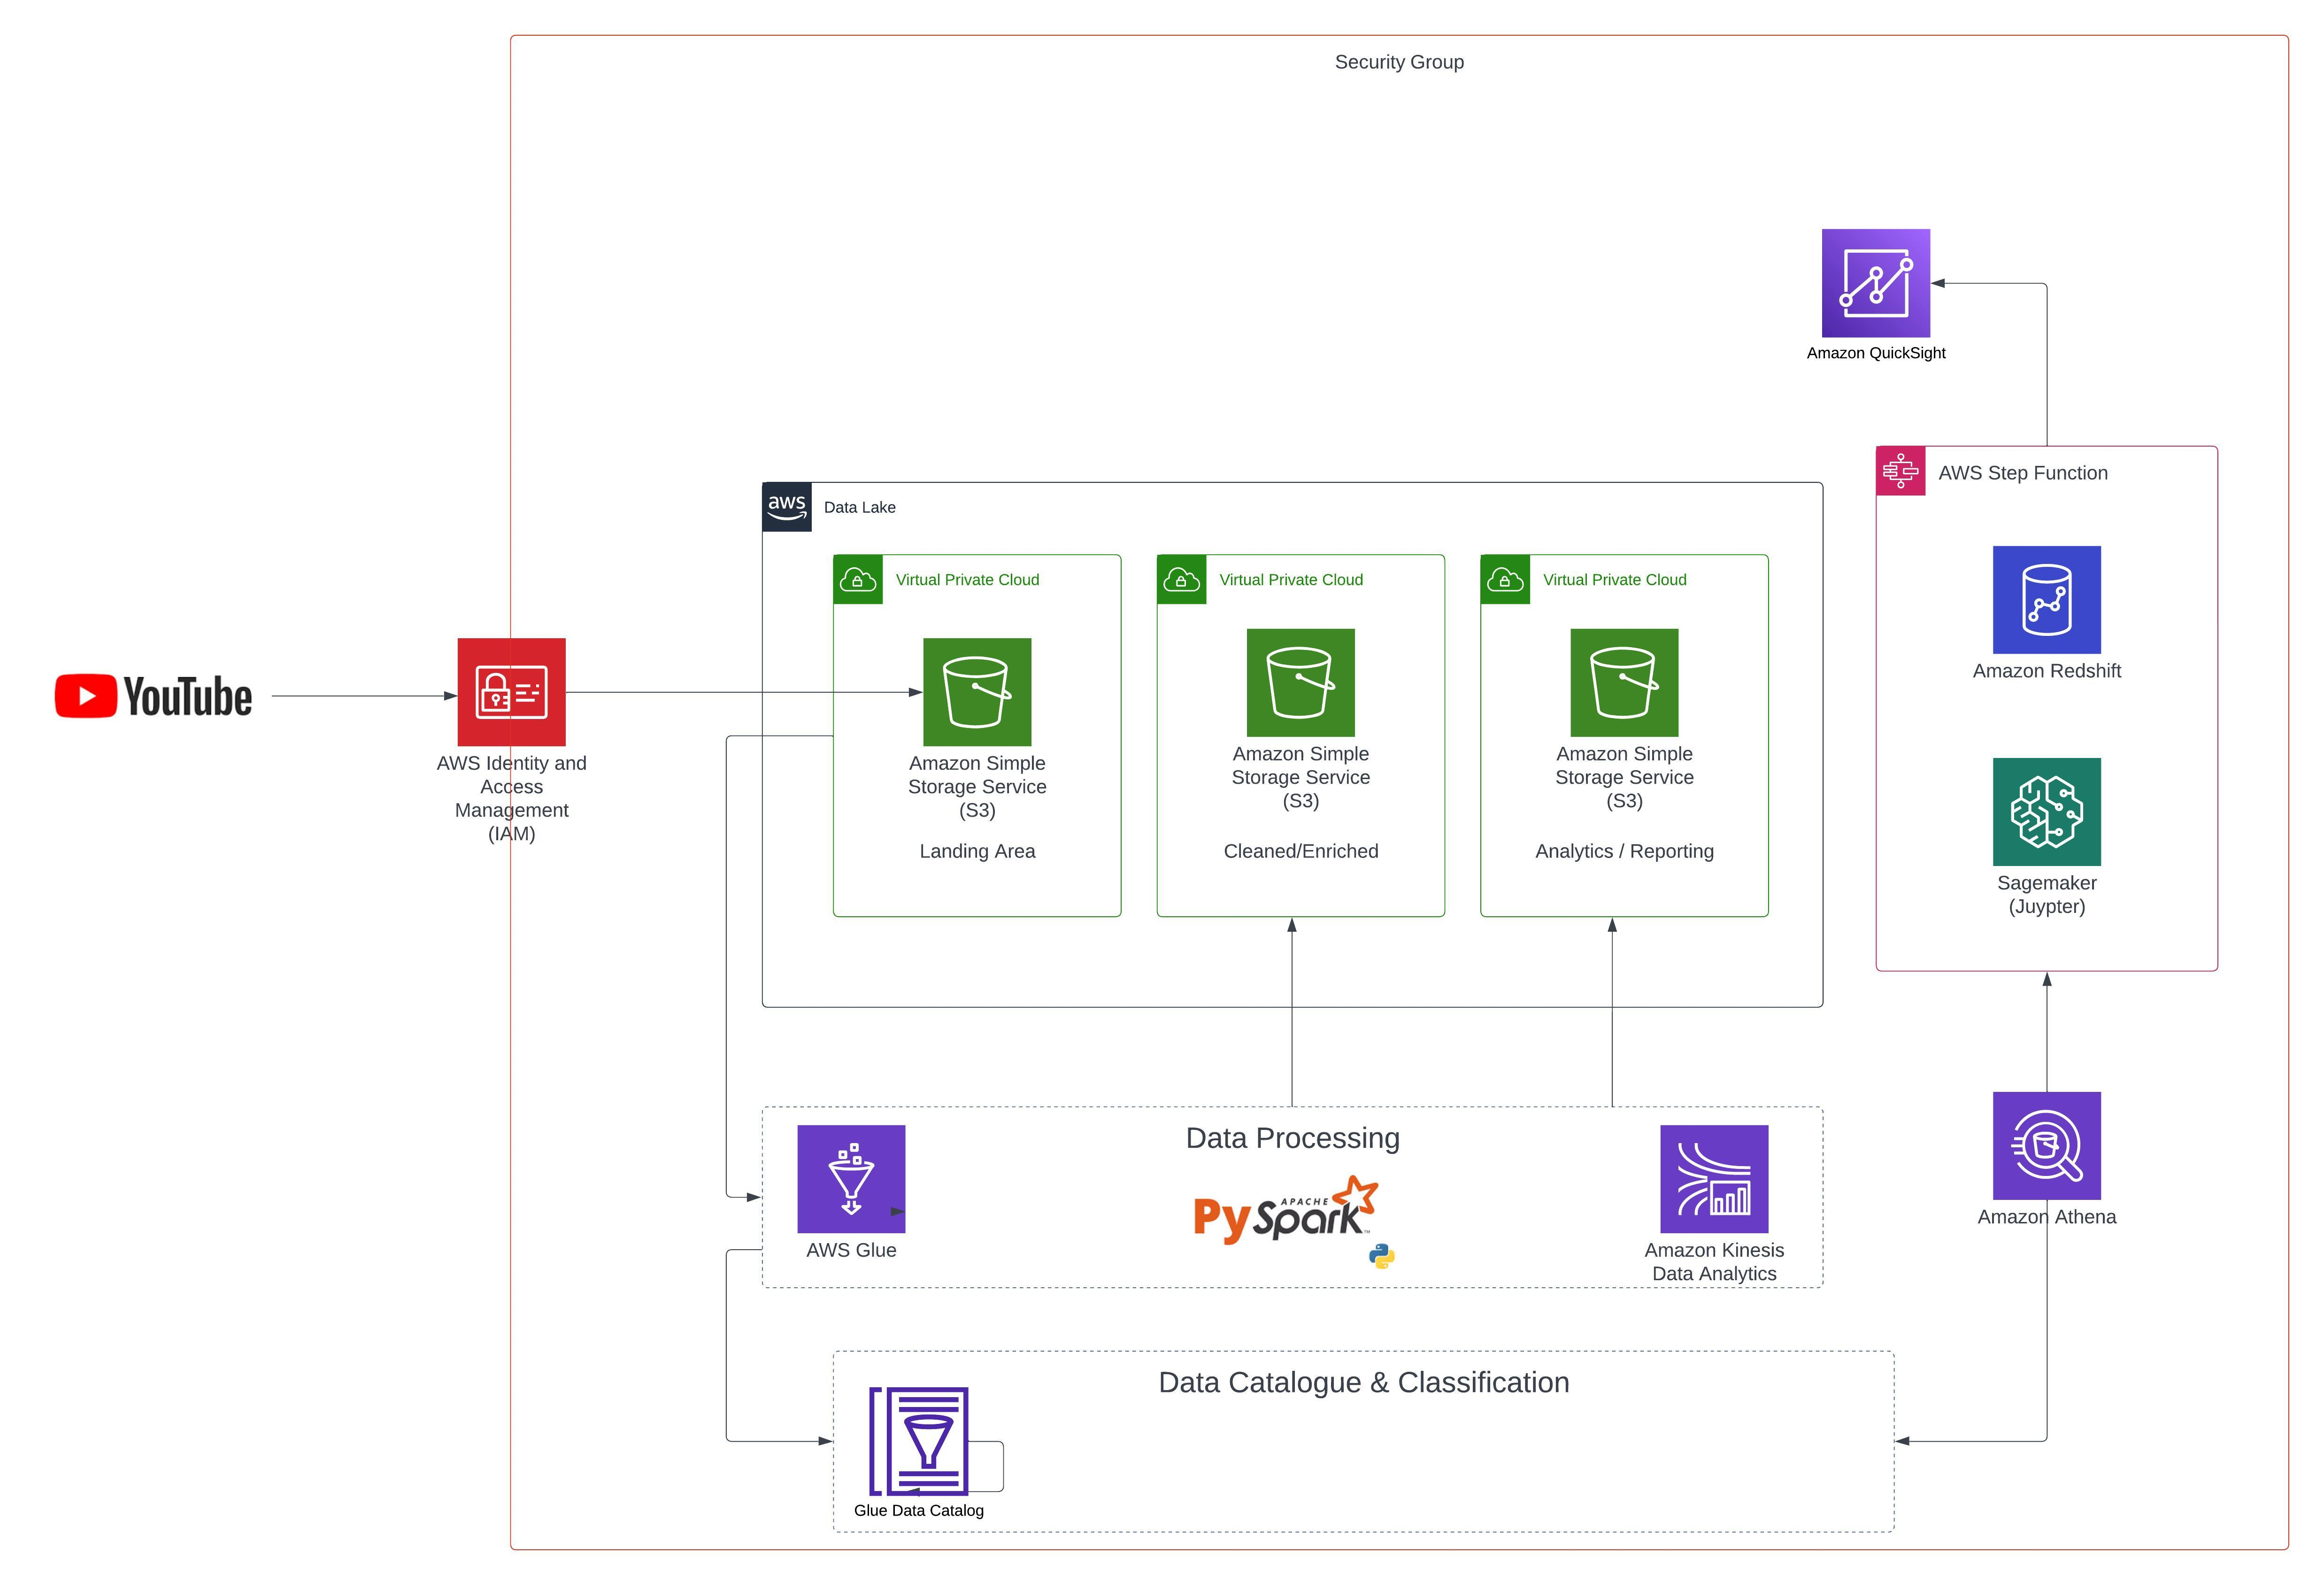 Security Group
Amazon QuickSight
AWS Step Function
aws
Data Lake
Virtual Private Cloud
Virtual Private Cloud
Virtual Private Cloud
Amazon Redshift
YouTube
AWS Identity and
Access
Management
(IAM)
Amazon Simple
Storage Service
(S3)
Landing Area
Amazon Simple
Storage Service
(S3)
Cleaned/Enriched
Amazon Simple
Storage Service
(S3)
Analytics / Reporting
Sagemaker
(Juypter)
Data Processing
AWS Glue
APACHE
PySpark™
Amazon Kinesis
Data Analytics
Amazon Athena
Data Catalogue & Classification
Glue Data Catalog